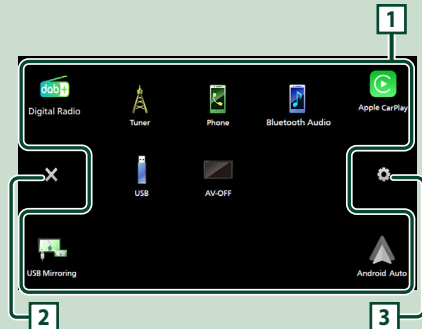 1
dab+
Digital Radio
Tuner
Phone
Bluetooth Audio
Apple CarPlay
USB
AV-OFF
USB Mirroring
Android Auto
2
3